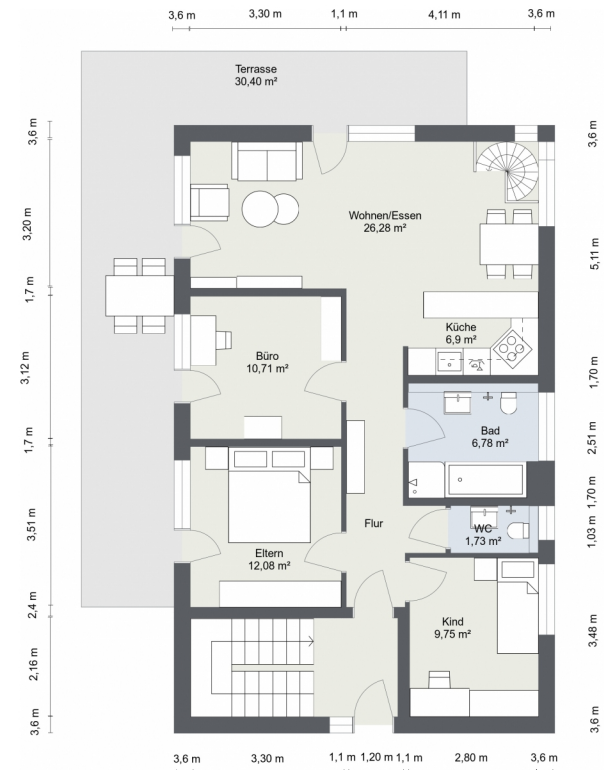 3,6 m 3,30 m 1,1 m 4,11 m 3,6 m
Terrasse
30,40 m²
3,6 m
3,6 m
Wohnen/Essen
26,28 m²
3,20 m
5,11 m
1,7 m
Küche
6,9 m²
Büro
10,71 m²
3,12 m
1,70 m
Bad
6,78 m²
2,51 m
1,7 m
1,70 m
3,51 m
Flur
WC
1,73 m²
1,03 m
Eltern
12,08 m²
2,4 m
Kind
9,75 m²
3,48 m
2,16 m
3,6 m
3,6 m
3,6 m 3,30 m 1,1 m 1,20 m 1,1 m 2,80 m 3,6 m